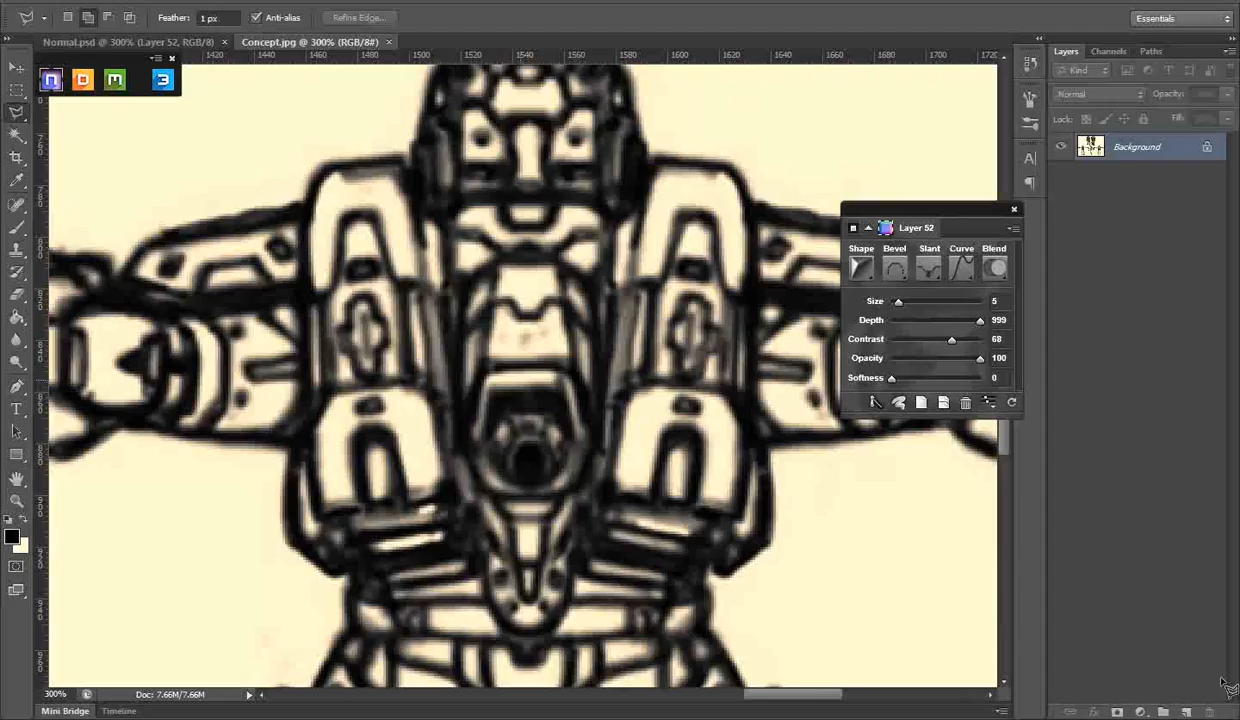 Feather: 1 px Anti-alias Refine Edge... Essentials
Normal.psd @ 300% (Layer 52, RGB/8) × Concept.jpg @ 300% (RGB/8#) ×
Layers Channels Paths
1420 1440 1460 1480 1500 1520 1540 1560 1580 1600 1620 1640 1660 1680 1700 1720
Kind
n D m 3
Normal Opacity:
Lock: Fill:
Background
Layer 52
Shape Bevel Slant Curve Blend
Size 5
Depth 999
Contrast 68
Opacity 100
Softness 0
300% Doc: 7.66M/7.66M
Mini Bridge Timeline